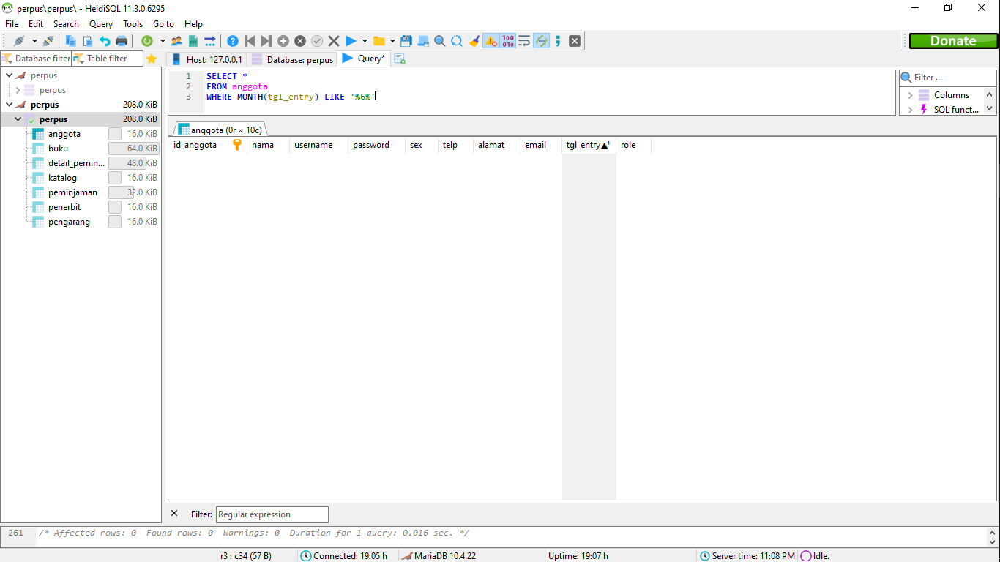 perpus\perpus\ - HeidiSQL 11.3.0.6295
File Edit Search Query Tools Go to Help
Donate
Database filter Table filter
Host: 127.0.0.1 Database: perpus Query*
perpus
perpus
perpus 208.0 KiB
perpus 208.0 KiB
anggota 16.0 KiB
buku 64.0 KiB
detail_pemin... 48.0 KiB
katalog 16.0 KiB
peminjaman 32.0 KiB
penerbit 16.0 KiB
pengarang 16.0 KiB
1 SELECT *
2 FROM anggota
3 WHERE MONTH(tgl_entry) LIKE '%6%'
Filter ...
Columns
SQL funct...
anggota (0r × 10c)
id_anggota nama username password sex telp alamat email tgl_entry 1 role
Filter: Regular expression
261 /* Affected rows: 0 Found rows: 0 Warnings: 0 Duration for 1 query: 0.016 sec. */
r3 : c34 (57 B) Connected: 19:05 h MariaDB 10.4.22 Uptime: 19:07 h Server time: 11:08 PM Idle.